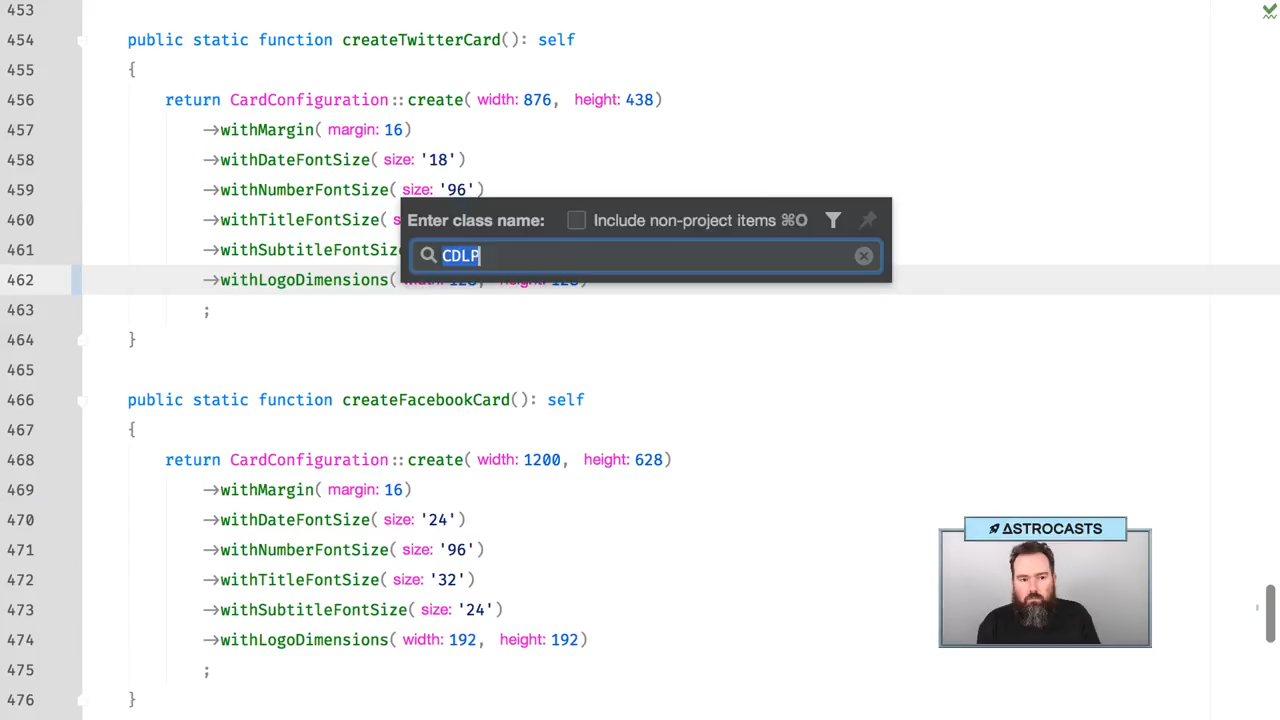 453
454 public static function createTwitterCard(): self
455 {
456 return CardConfiguration::create( width: 876, height: 438)
457 →withMargin( margin: 16)
458 →withDateFontSize( size: '18')
459 →withNumberFontSize( size: '96')
460 →withTitleFontSize(
Enter class name: Include non-project items ⌘O
461 →withSubtitleFontSize
CDLP
462 →withLogoDimensions(
463 ;
464 }
465
466 public static function createFacebookCard(): self
467 {
468 return CardConfiguration::create( width: 1200, height: 628)
469 →withMargin( margin: 16)
470 →withDateFontSize( size: '24')
471 →withNumberFontSize( size: '96')
472 →withTitleFontSize( size: '32')
473 →withSubtitleFontSize( size: '24')
474 →withLogoDimensions( width: 192, height: 192)
475 ;
476 }
ΔSTROCASTS